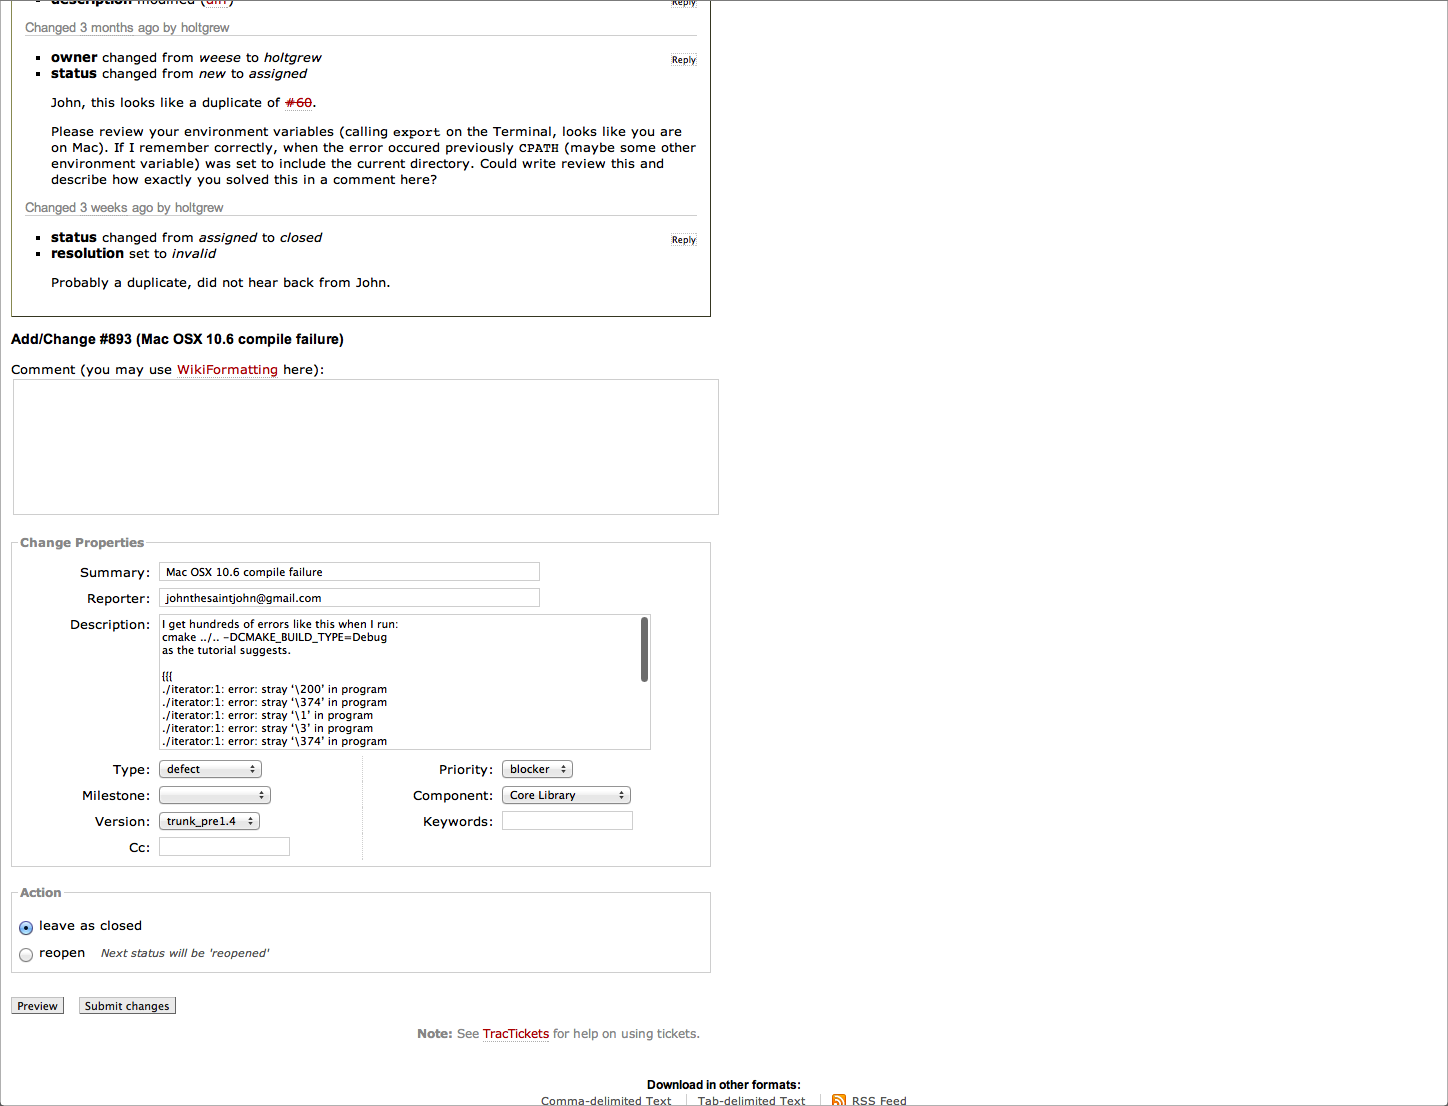 description modified (diff)
Reply
Changed 3 months ago by holtgrew
owner changed from weese to holtgrew
Reply
status changed from new to assigned
John, this looks like a duplicate of #60.
Please review your environment variables (calling export on the Terminal, looks like you are
on Mac). If I remember correctly, when the error occured previously CPATH (maybe some other
environment variable) was set to include the current directory. Could write review this and
describe how exactly you solved this in a comment here?
Changed 3 weeks ago by holtgrew
status changed from assigned to closed
Reply
resolution set to invalid
Probably a duplicate, did not hear back from John.
Add/Change #893 (Mac OSX 10.6 compile failure)
Comment (you may use WikiFormatting here):
Change Properties
Summary: Mac OSX 10.6 compile failure
Reporter: johnthesaintjohn@gmail.com
Description: I get hundreds of errors like this when I run:
cmake ../.. -DCMAKE_BUILD_TYPE=Debug
as the tutorial suggests.
{{{
./iterator:1: error: stray ‘\200’ in program
./iterator:1: error: stray ‘\374’ in program
./iterator:1: error: stray ‘\1’ in program
./iterator:1: error: stray ‘\3’ in program
./iterator:1: error: stray ‘\374’ in program
Type: defect Priority: blocker
Milestone: Component: Core Library
Version: trunk_pre1.4 Keywords:
Cc:
Action
leave as closed
reopen Next status will be 'reopened'
Preview Submit changes
Note: See TracTickets for help on using tickets.
Download in other formats:
Comma-delimited Text Tab-delimited Text RSS Feed